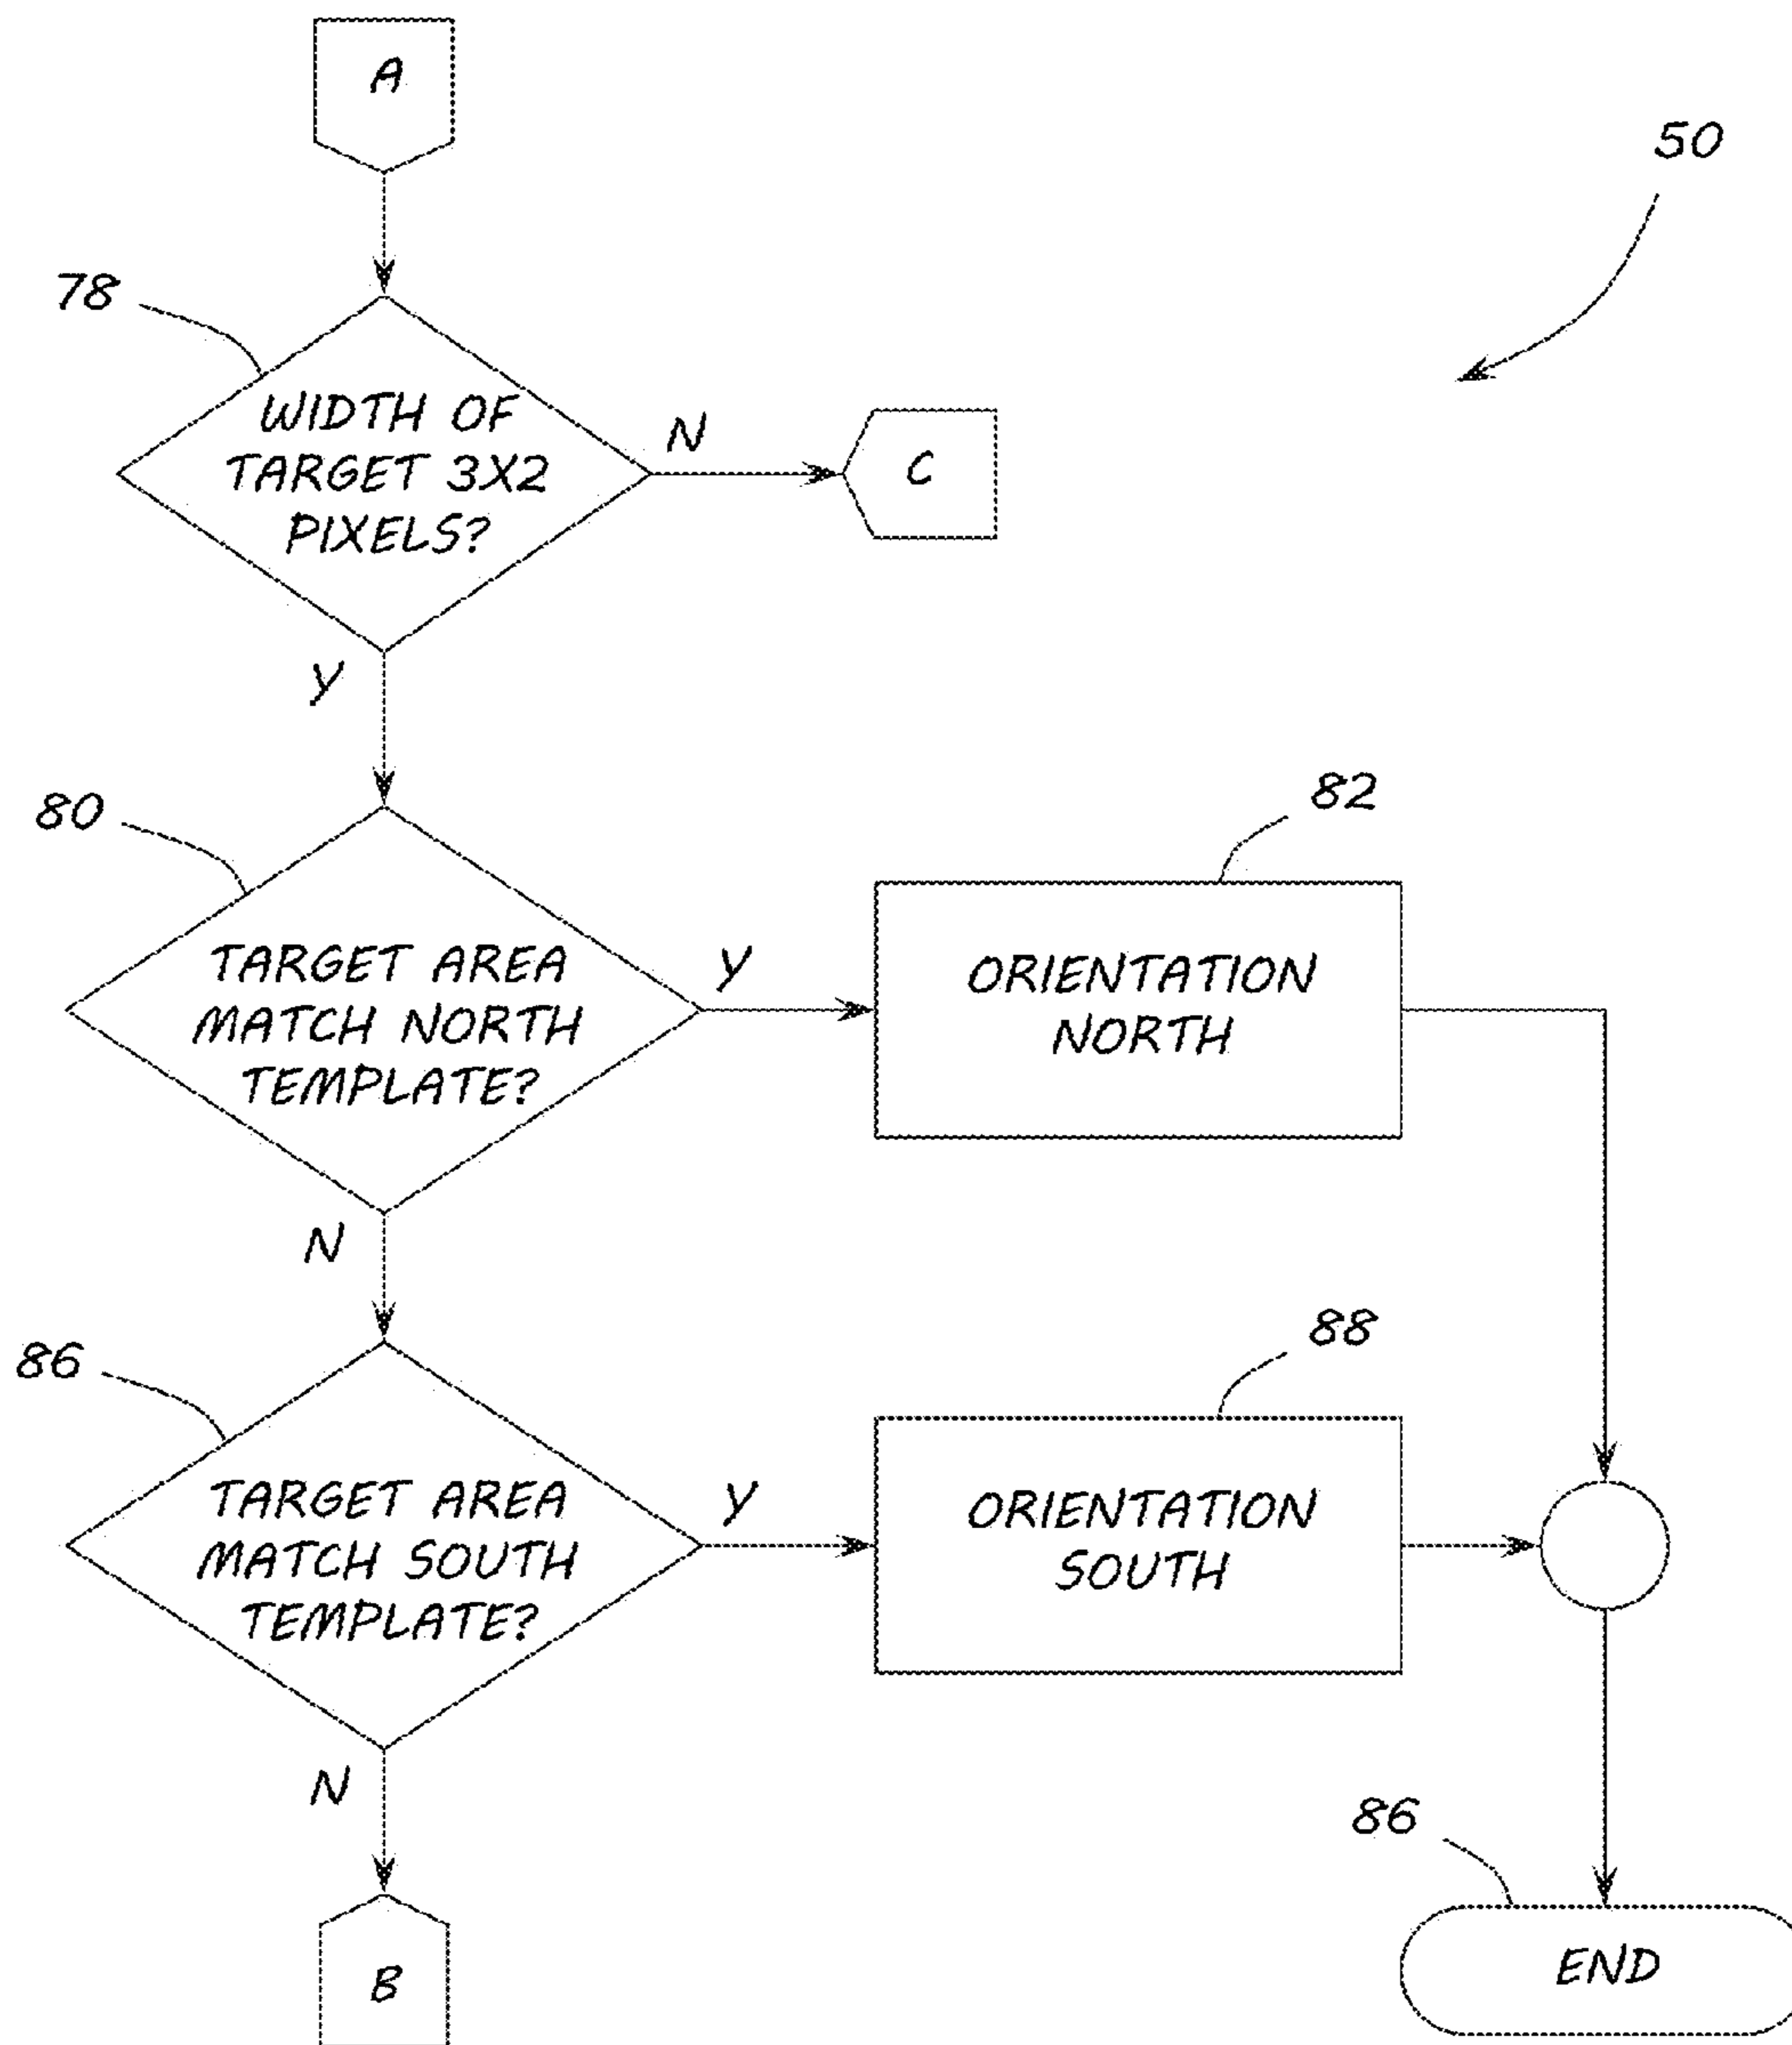 A
50
78
WIDTH OF
TARGET 3X2
PIXELS?
N
C
Y
80
TARGET AREA
MATCH NORTH
TEMPLATE?
Y
82
ORIENTATION
NORTH
N
86
TARGET AREA
MATCH SOUTH
TEMPLATE?
Y
88
ORIENTATION
SOUTH
N
B
86
END